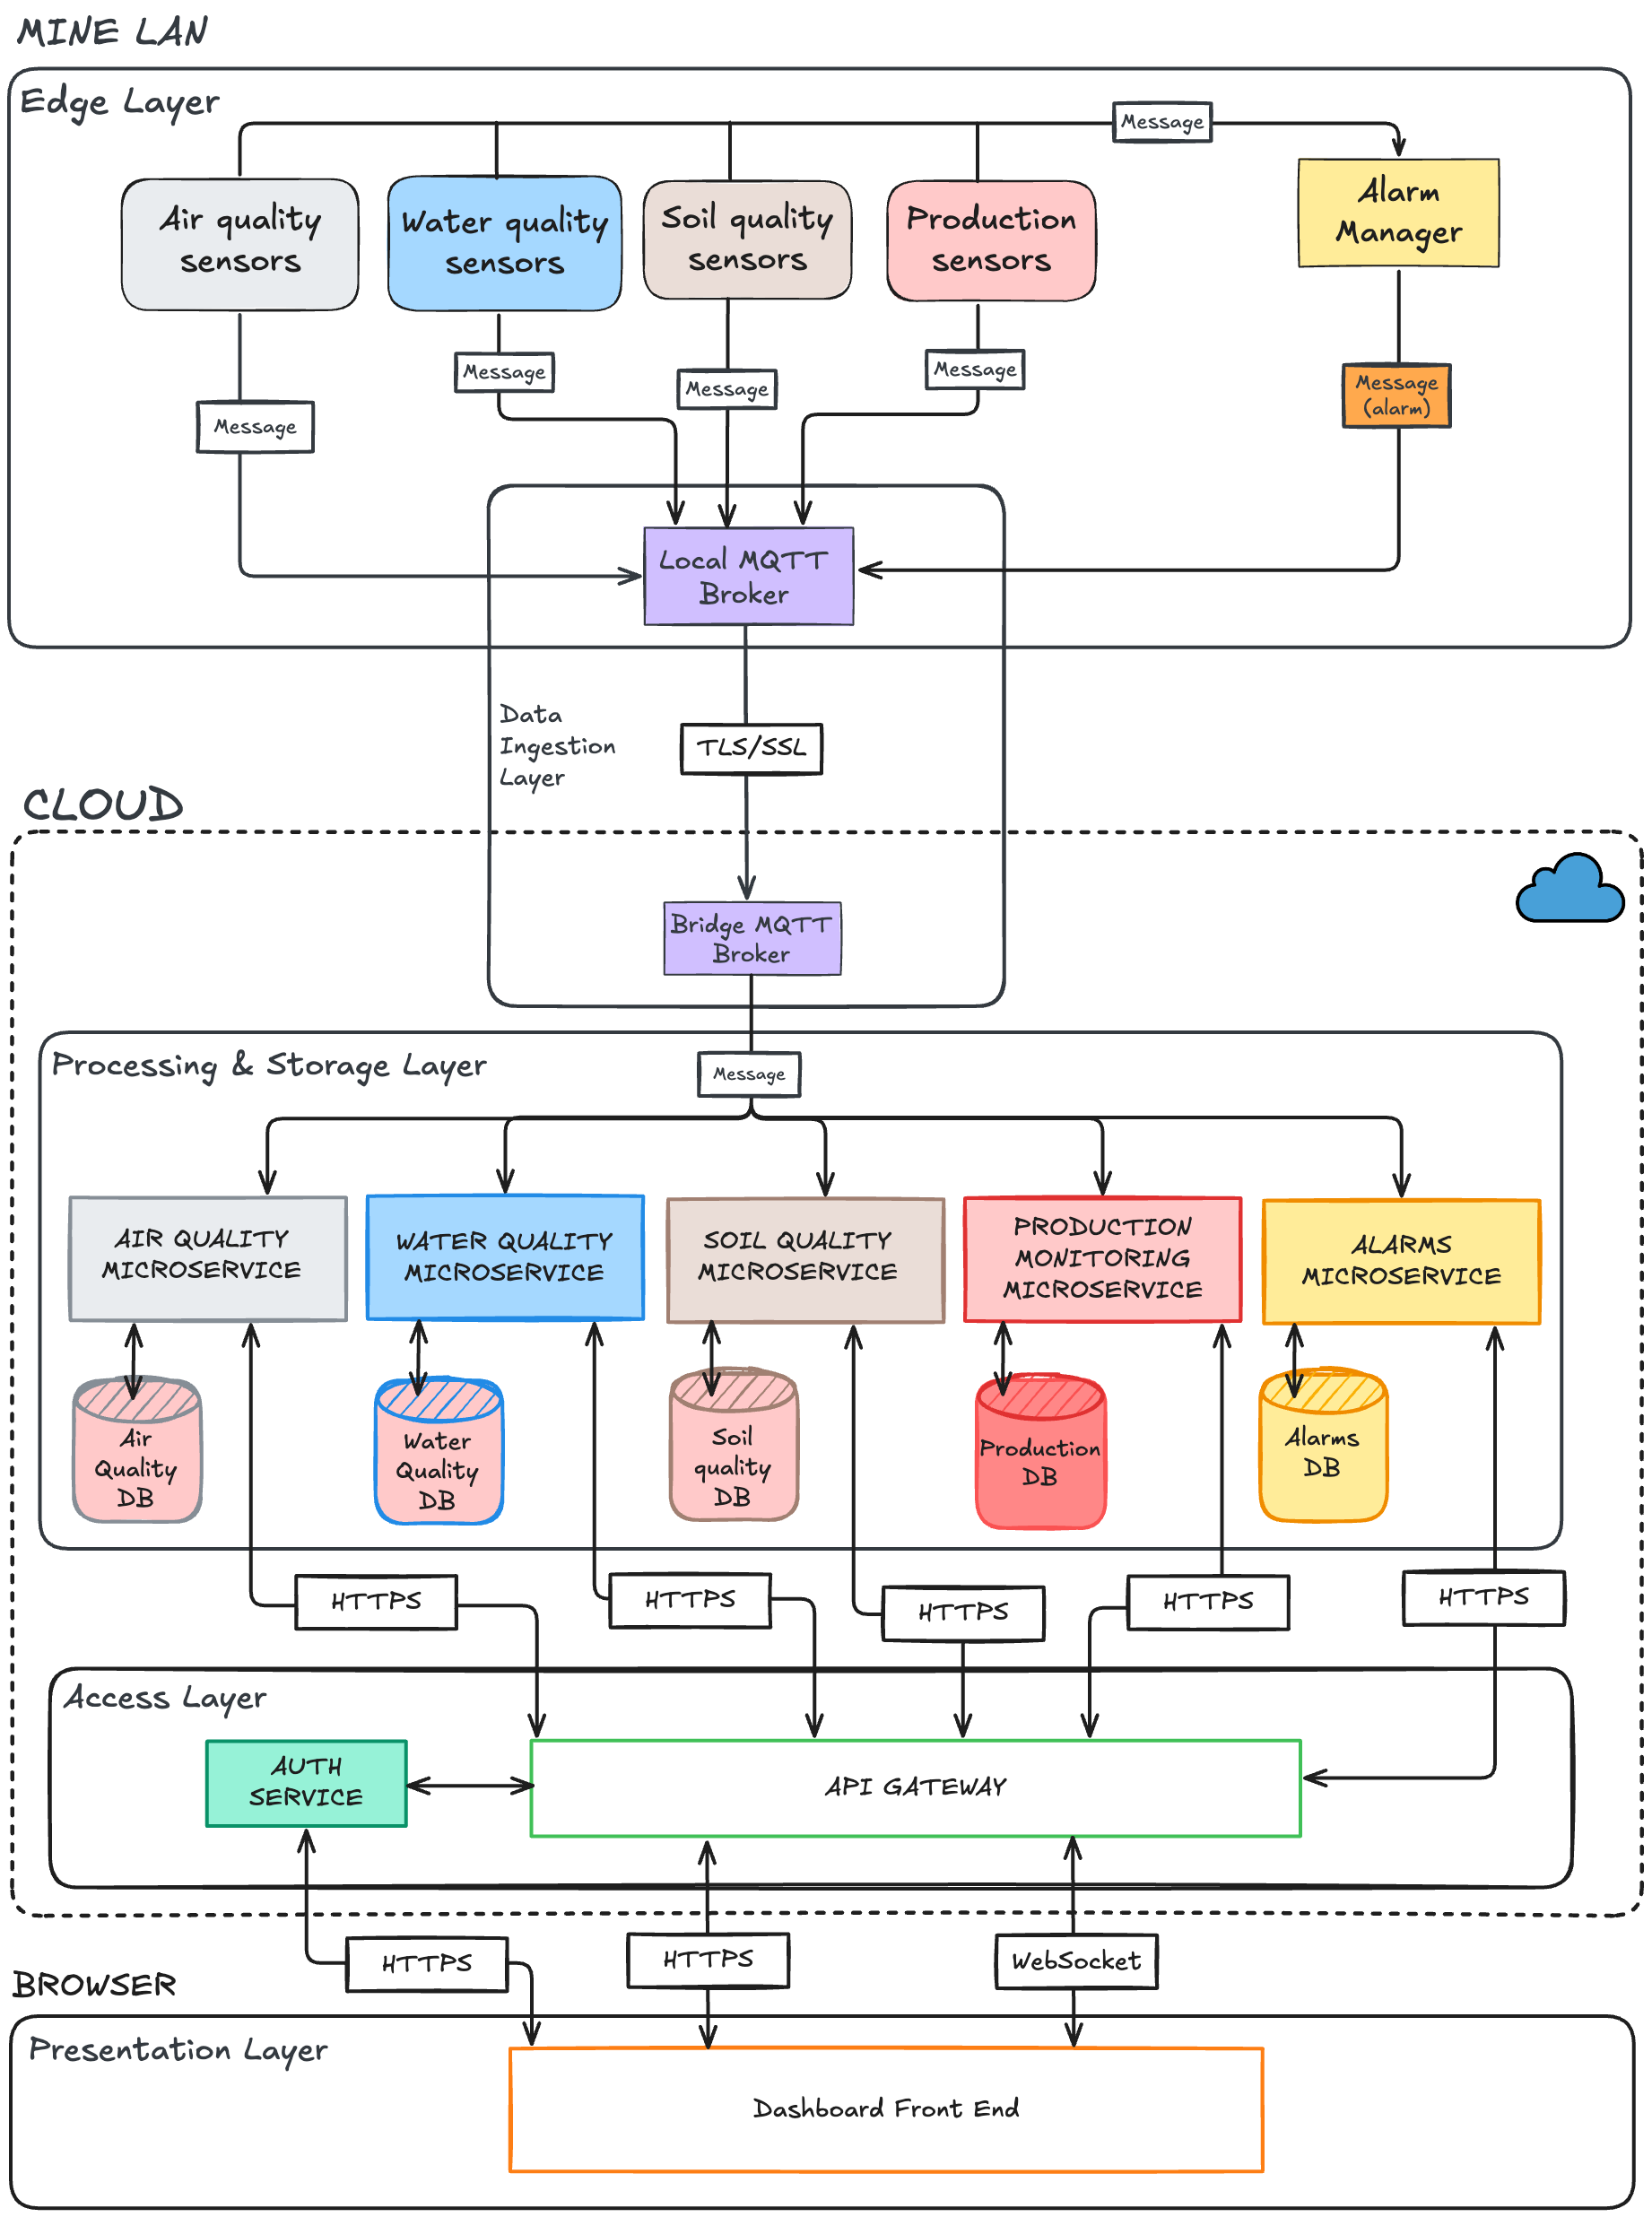 MINE LAN
Edge Layer
Message
Air quality
sensors
Water quality
sensors
Soil quality
sensors
Production
sensors
Alarm
Manager
Message
Message
Message
Message
Message
(alarm)
Local MQTT
Broker
Data
Ingestion
Layer
TLS/SSL
CLOUD
Bridge MQTT
Broker
Processing & Storage Layer
Message
AIR QUALITY
MICROSERVICE
WATER QUALITY
MICROSERVICE
SOIL QUALITY
MICROSERVICE
PRODUCTION
MONITORING
MICROSERVICE
ALARMS
MICROSERVICE
Air
Quality
DB
Water
Quality
DB
Soil
quality
DB
Production
DB
Alarms
DB
HTTPS
HTTPS
HTTPS
HTTPS
HTTPS
Access Layer
AUTH
SERVICE
API GATEWAY
HTTPS
HTTPS
WebSocket
BROWSER
Presentation Layer
Dashboard Front End